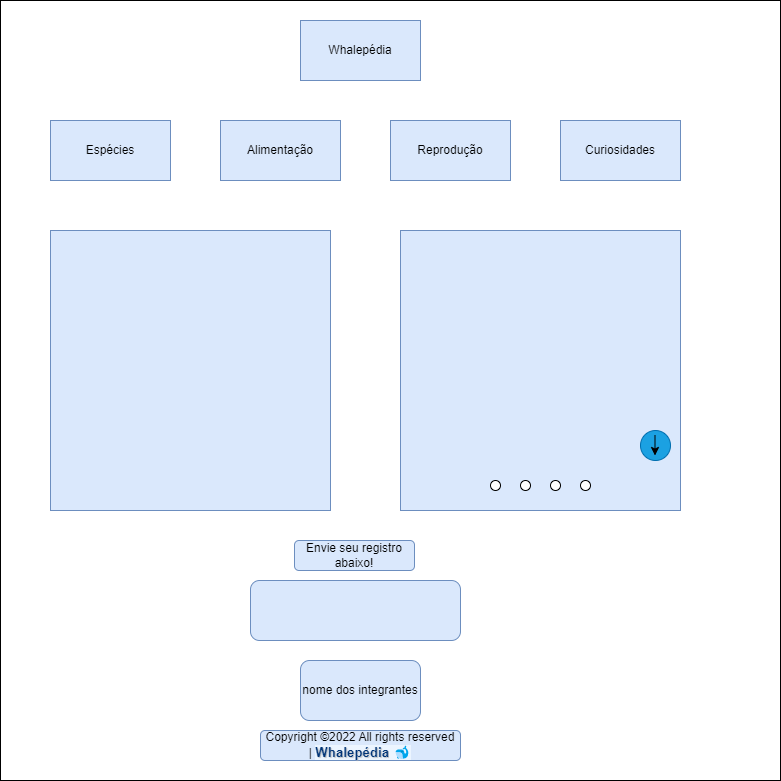 Whalepédia
Espécies
Alimentação
Reprodução
Curiosidades
Envie seu registro
abaixo!
nome dos integrantes
Copyright ©2022 All rights reserved
| Whalepédia 🐋